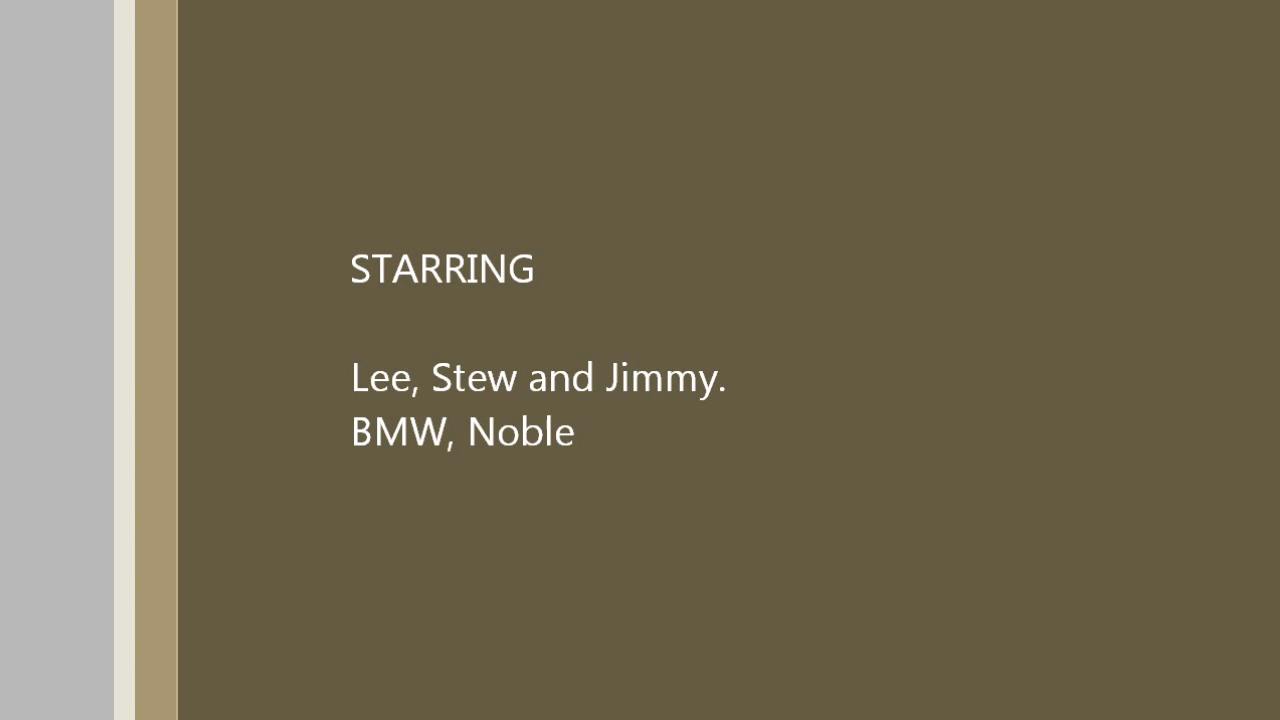 STARRING
Lee, Stew and Jimmy.
BMW, Noble